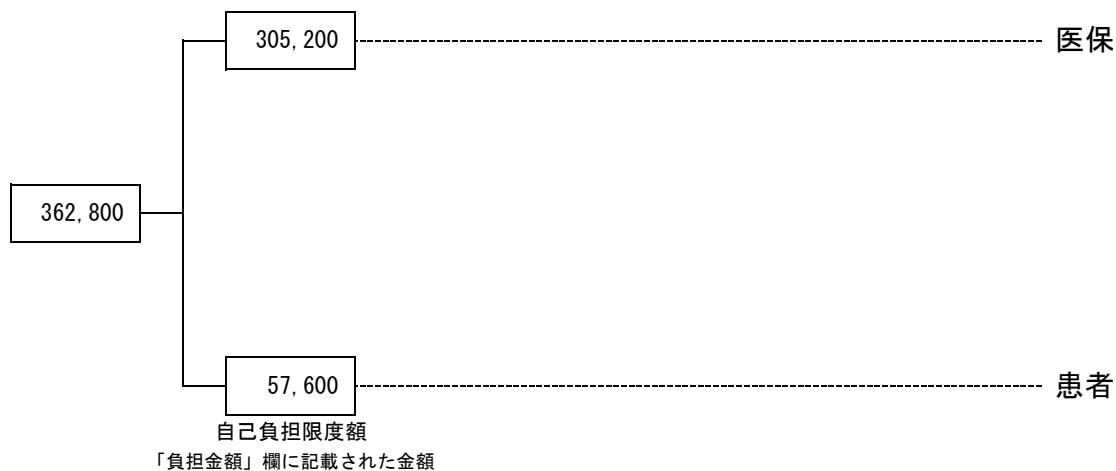 305,200
医保
362,800
57,600
患者
自己負担限度額
「負担金額」欄に記載された金額